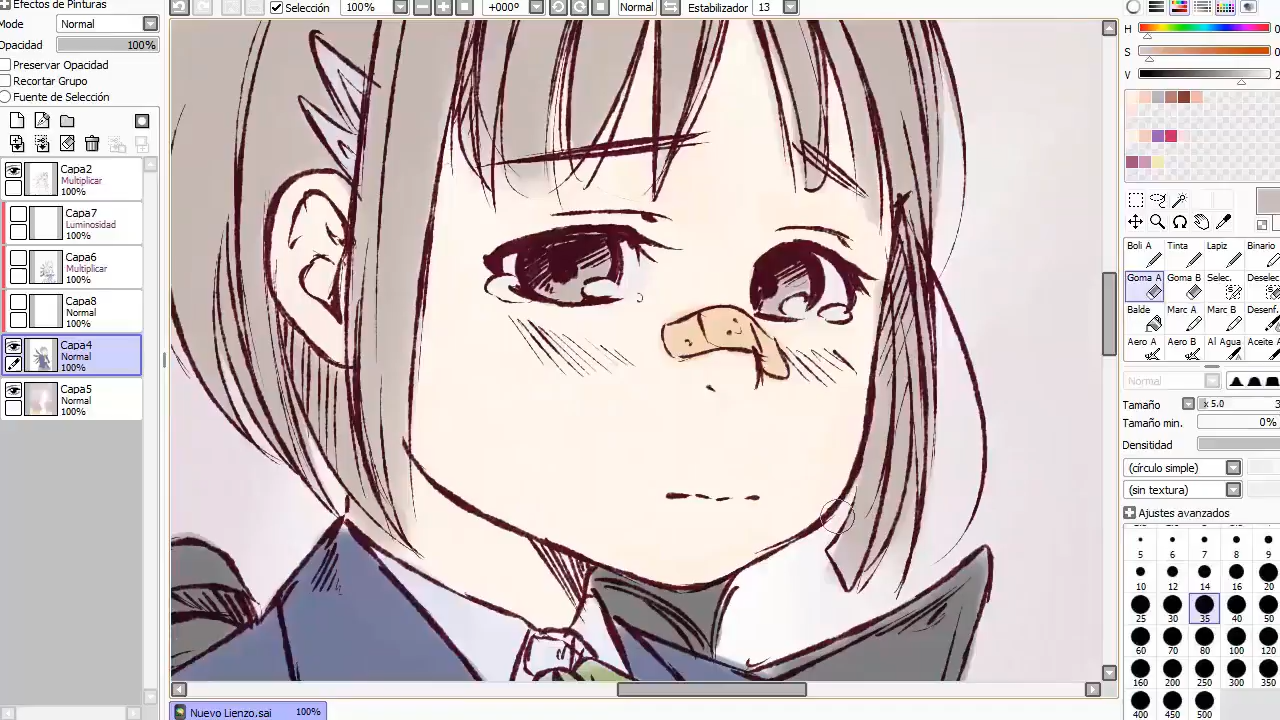 Efectos de Pinturas
Selección
100%
+000º
Normal
Estabilizador
13
Mode
Normal
Opacidad
100%
Preservar Opacidad
Recortar Grupo
Fuente de Selección
Capa2
Multiplicar
100%
Capa7
Luminosidad
100%
Capa6
Multiplicar
100%
Capa8
Normal
100%
Capa4
Normal
100%
Capa5
Normal
100%
H
S
V
Boli A
Tinta
Lapiz
Binario
Goma A
Goma B
Selec.
Desele
Balde
Marc A
Marc B
Desenf.
Aero A
Aero B
Al Agua
Aceite A
Normal
Tamaño
x 5.0
Tamaño min.
0%
Densitidad
(círculo simple)
(sin textura)
Ajustes avanzados
5 6 7 8 9
10 12 14 16 20
25 30 35 40 50
60 70 80 100 120
160 200 250 300 350
400 450 500
Nuevo Lienzo.sai
100%